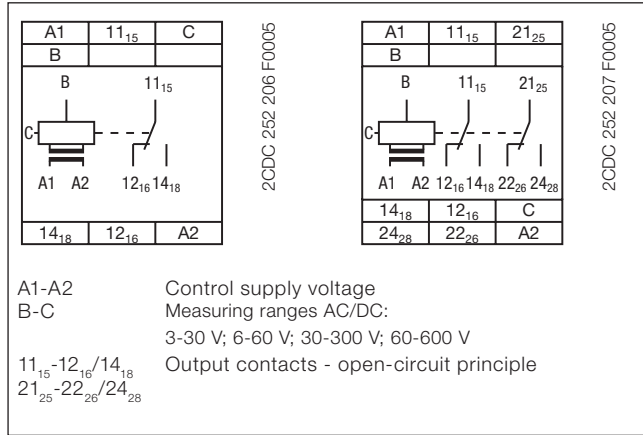 A1 11₁₅ C
B
B 11₁₅
C
A1 A2 12₁₆ 14₁₈
14₁₈ 12₁₆ A2
2CDC 252 206 F0005
A1 11₁₅ 21₂₅
B
B 11₁₅ 21₂₅
C
A1 A2 12₁₆ 14₁₈ 22₂₆ 24₂₈
14₁₈ 12₁₆ C
24₂₈ 22₂₆ A2
2CDC 252 207 F0005
A1-A2 Control supply voltage
B-C Measuring ranges AC/DC:
3-30 V; 6-60 V; 30-300 V; 60-600 V
11₁₅-12₁₆/14₁₈ Output contacts - open-circuit principle
21₂₅-22₂₆/24₂₈